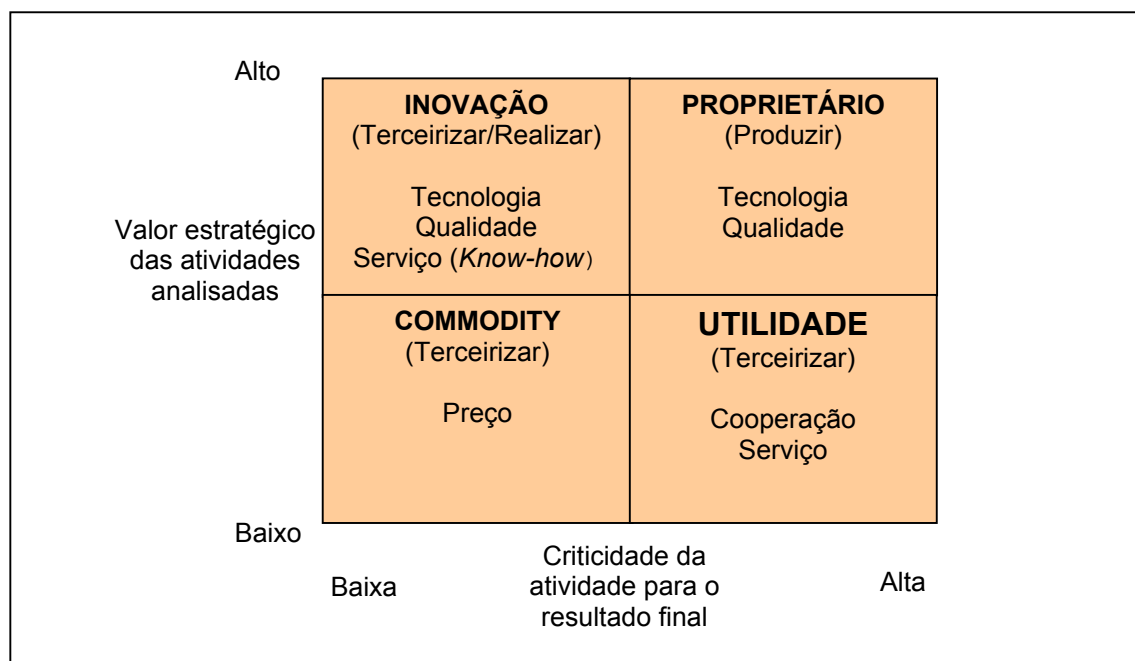 Alto
INOVAÇÃO
(Terceirizar/Realizar)
Tecnologia
Qualidade
Serviço (Know-how)
PROPRIETÁRIO
(Produzir)
Tecnologia
Qualidade
Valor estratégico
das atividades
analisadas
COMMODITY
(Terceirizar)
Preço
UTILIDADE
(Terceirizar)
Cooperação
Serviço
Baixo
Baixa
Criticidade da
atividade para o
resultado final
Alta